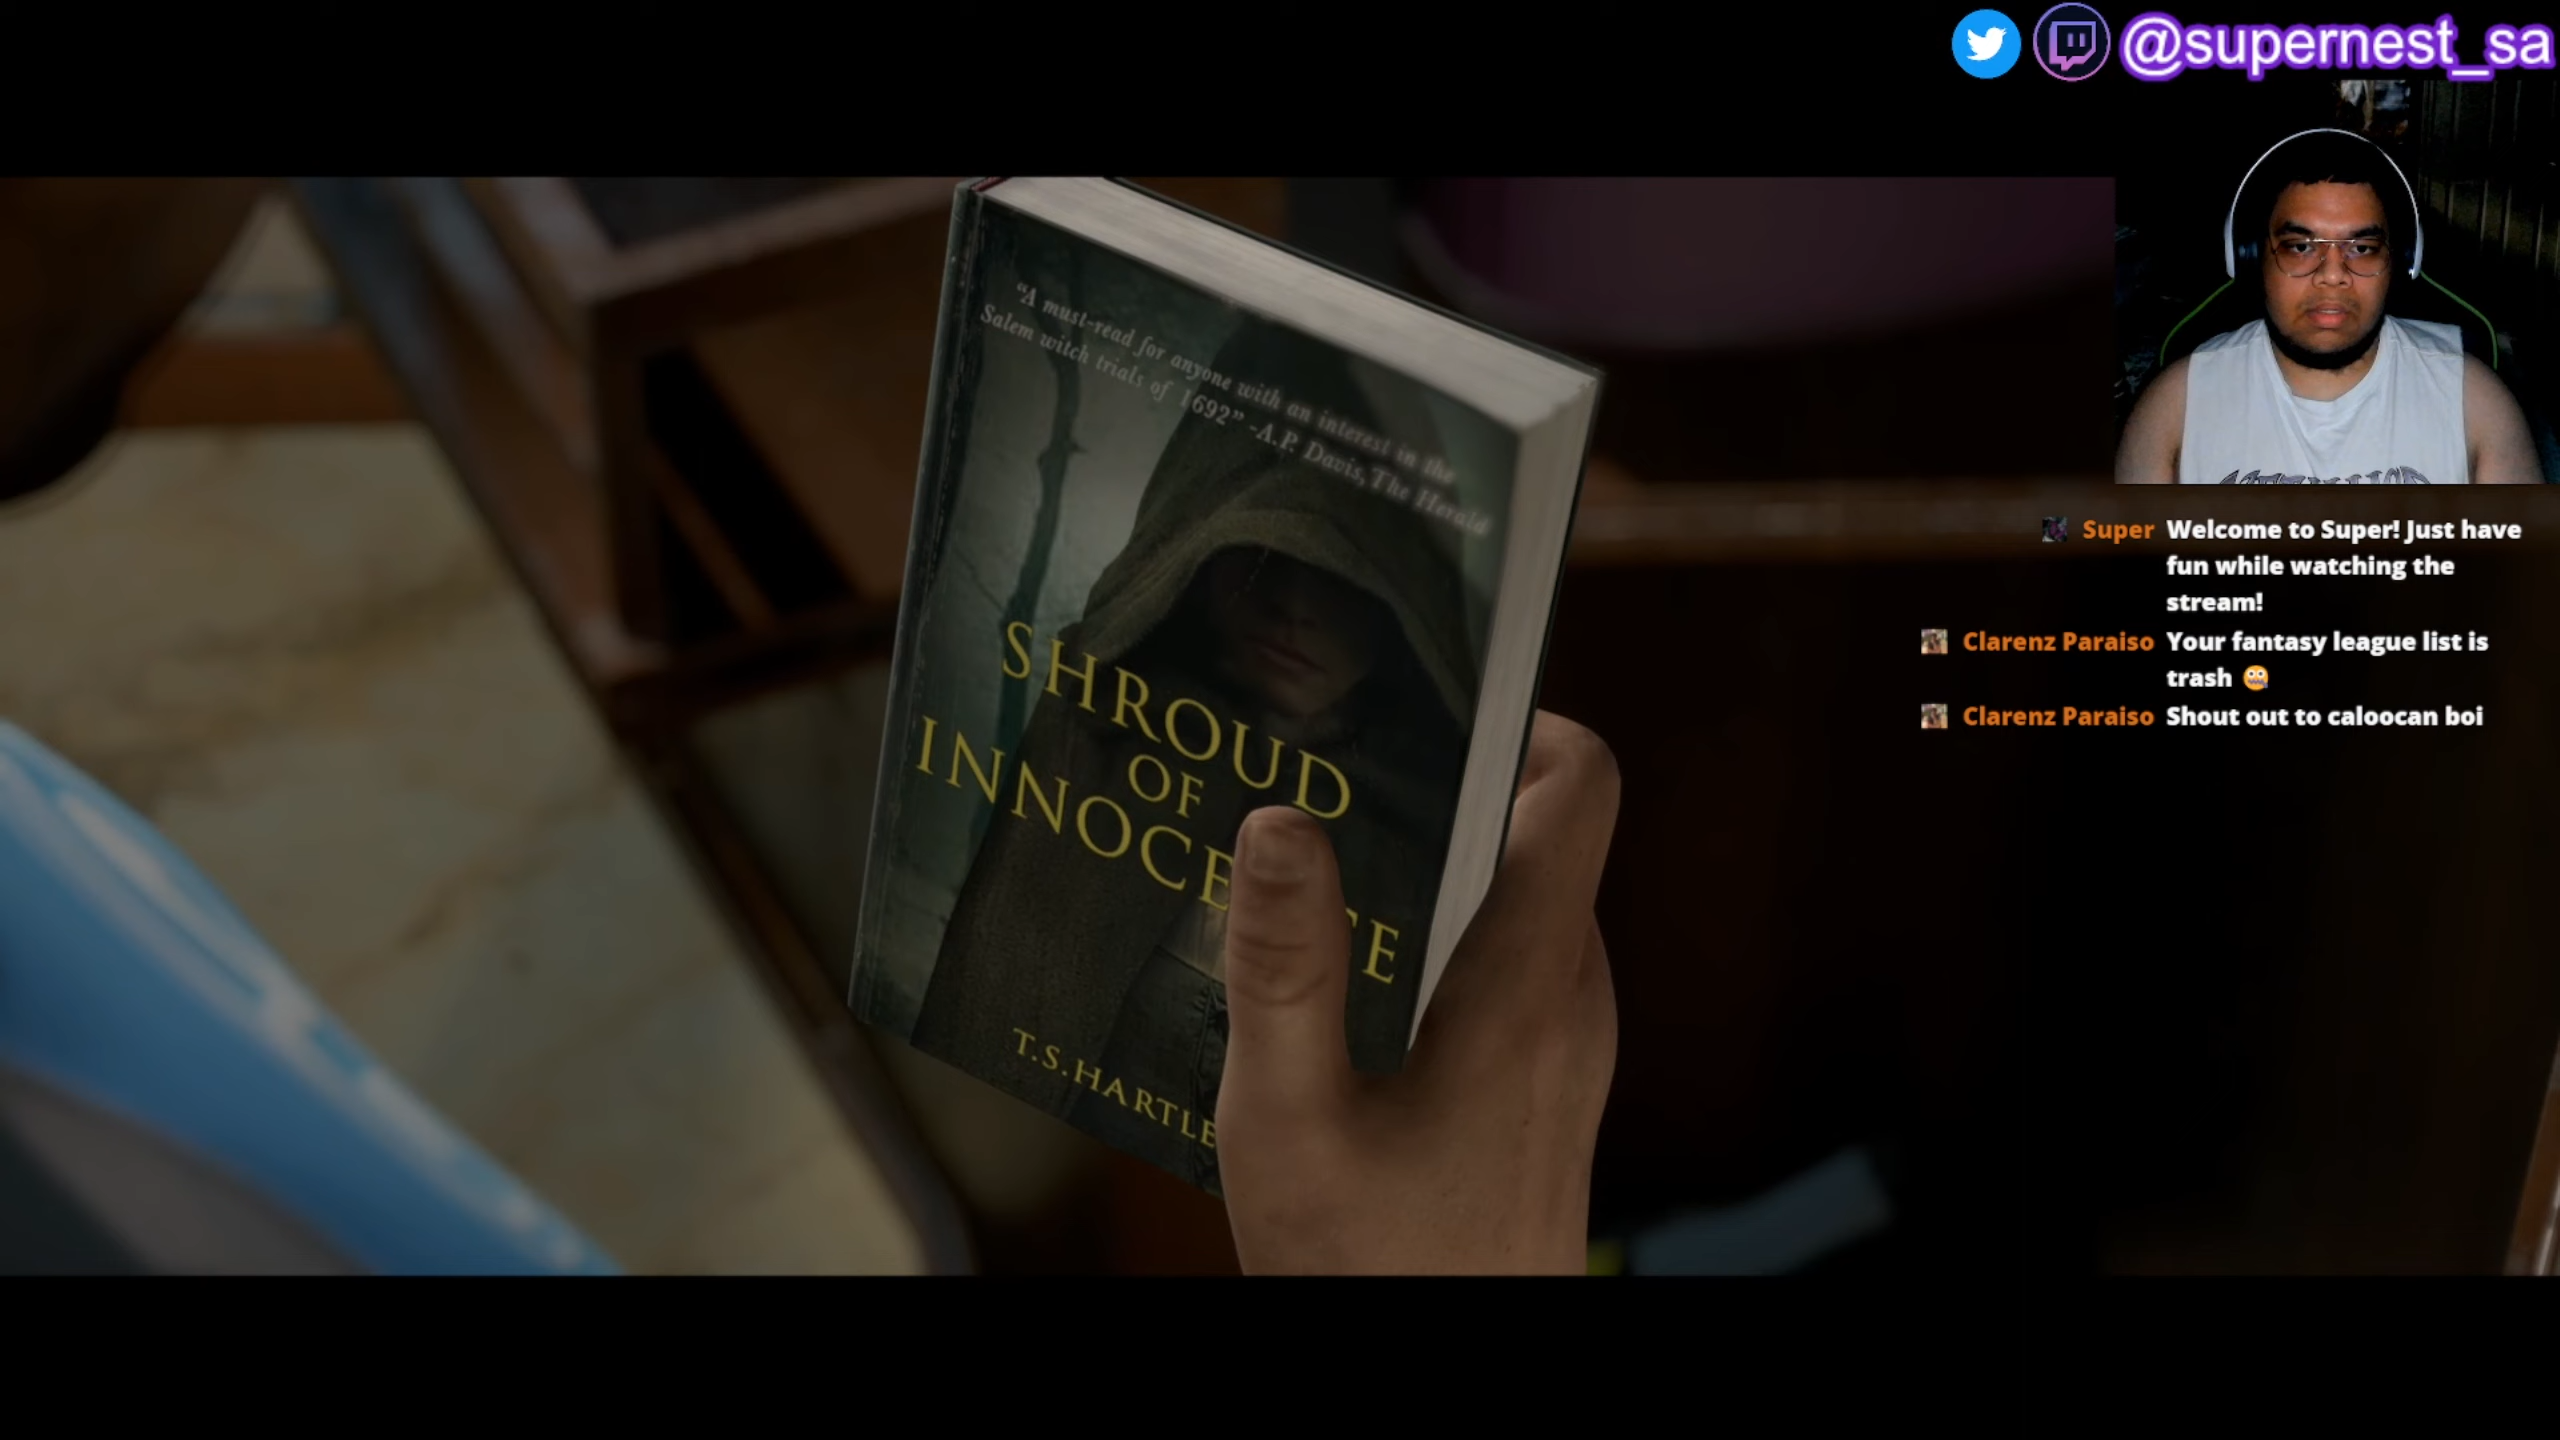 @supernest_sa
"A must-read for anyone with an interest in the
Salem witch trials of 1692" -A.P. Davis, The Herald
SHROUD
OF
INNOCE
E
T.S.HARTLE
Super Welcome to Super! Just have
fun while watching the
stream!
Clarenz Paraiso Your fantasy league list is
trash 🤐
Clarenz Paraiso Shout out to caloocan boi